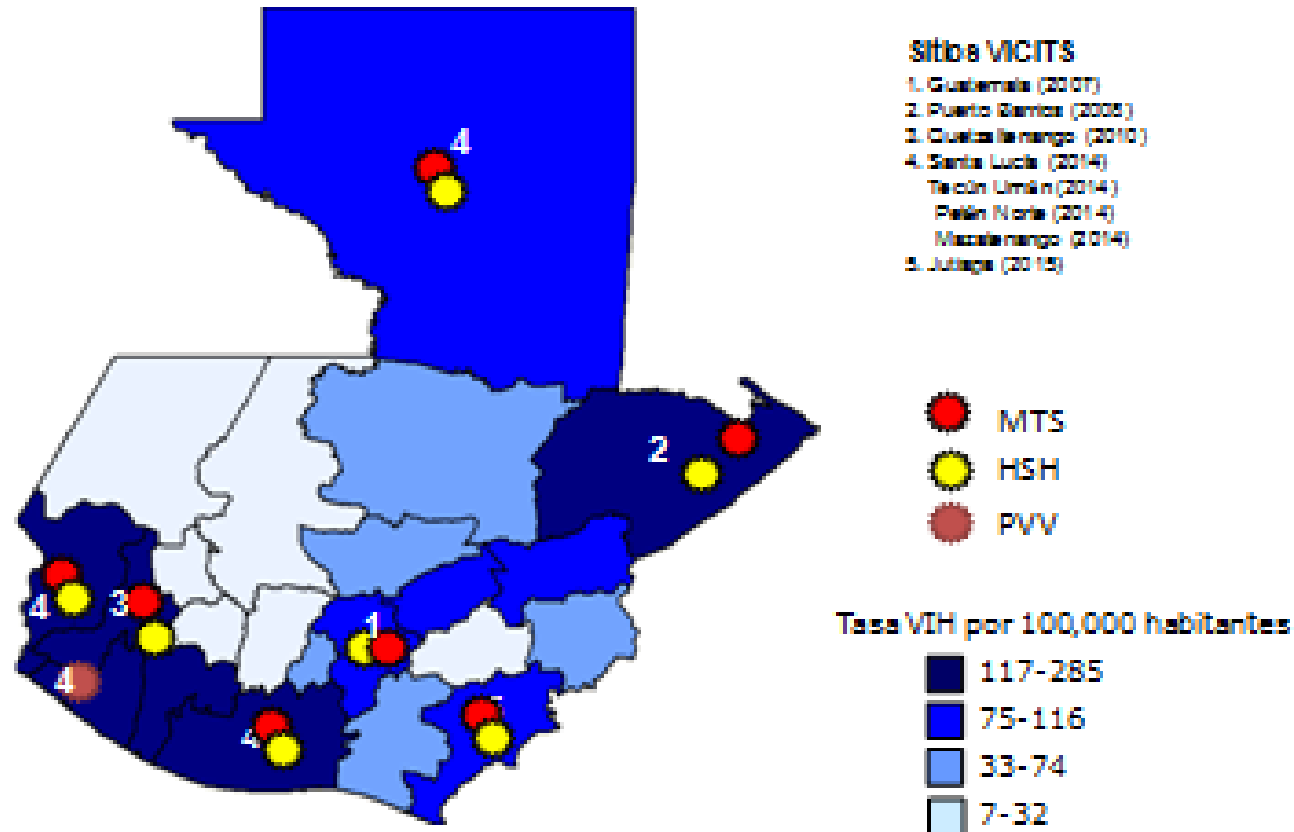 4
2
4
3
1
4
4
Sitios VICITS
1. Guatemala (2007)
2. Puerto Barrios (2008)
3. Quetzaltenango (2010)
4. Santa Lucía (2014)
Tecún Umán (2014)
Petén Norte (2014)
Mazatenango (2014)
5. Jutiapa (2015)
MTS
HSH
PVV
Tasa VIH por 100,000 habitantes
117-285
75-116
33-74
7-32